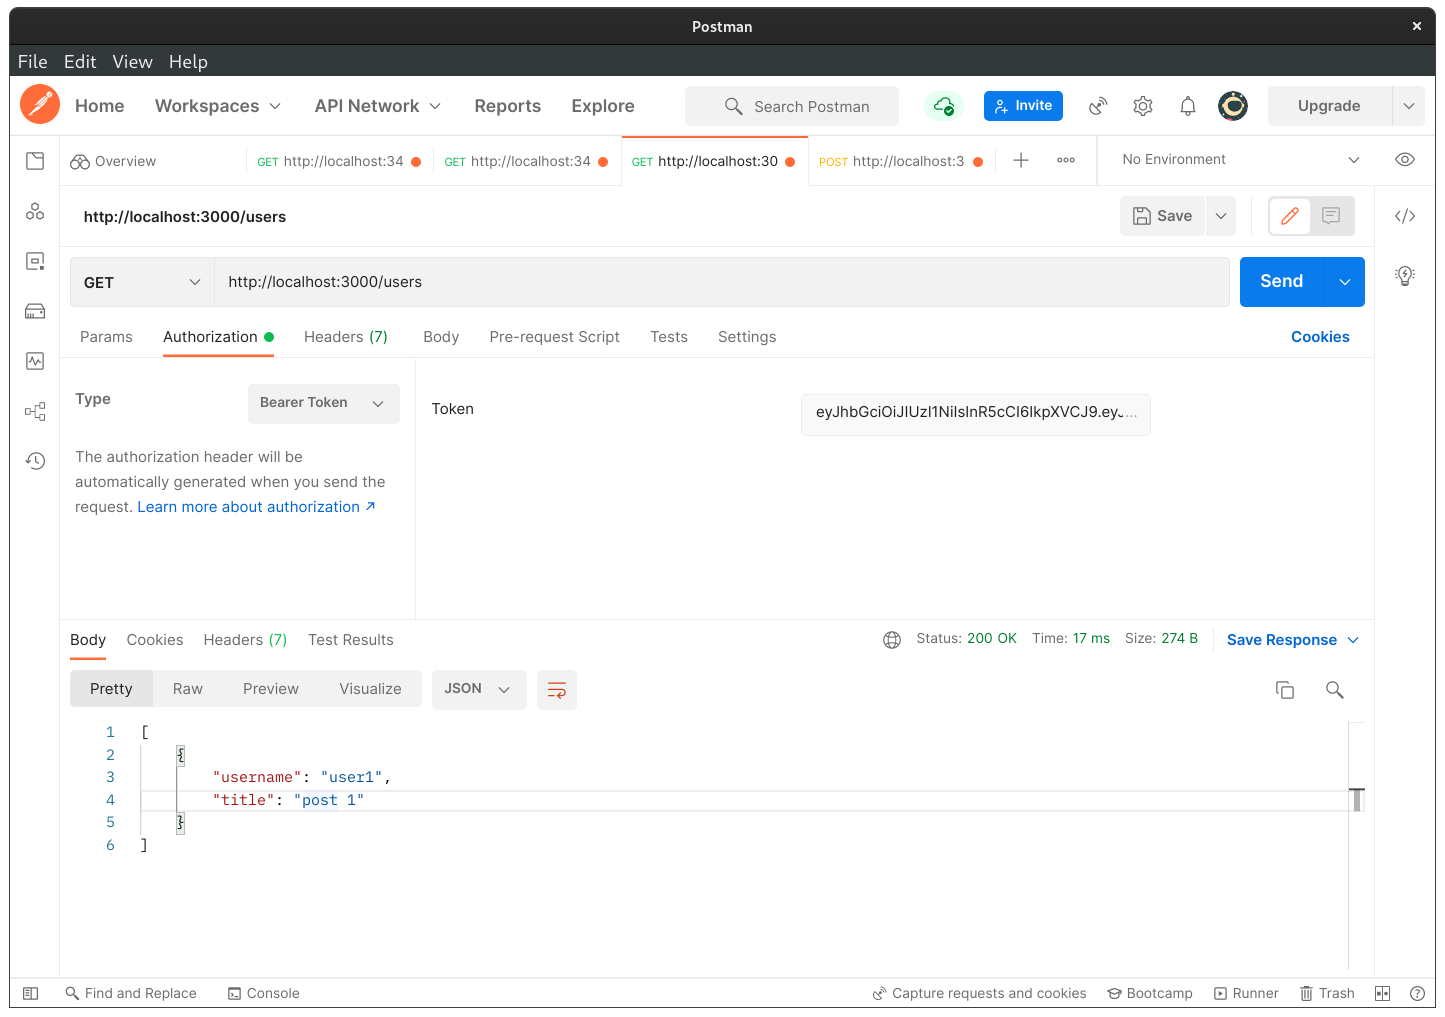 Postman
File Edit View Help
Home Workspaces API Network Reports Explore Search Postman Invite Upgrade
Overview GET http://localhost:34 GET http://localhost:34 GET http://localhost:30 POST http://localhost:3 No Environment
http://localhost:3000/users Save
GET http://localhost:3000/users Send
Params Authorization Headers (7) Body Pre-request Script Tests Settings Cookies
Type Bearer Token
Token eyJhbGciOiJIUzI1NiIsInR5cCI6IkpXVCJ9.eyJ...
The authorization header will be
automatically generated when you send the
request. Learn more about authorization ↗
Body Cookies Headers (7) Test Results Status: 200 OK Time: 17 ms Size: 274 B Save Response
Pretty Raw Preview Visualize JSON
1 [
2 {
3 "username": "user1",
4 "title": "post 1"
5 }
6 ]
Find and Replace Console Capture requests and cookies Bootcamp Runner Trash